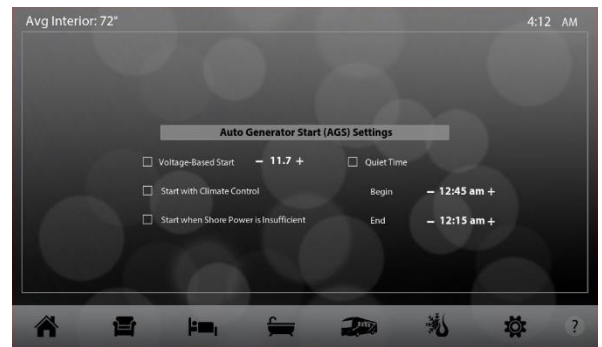 Avg Interior: 72°
4:12 AM
Auto Generator Start (AGS) Settings
Voltage-Based Start − 11.7 +
Quiet Time
Start with Climate Control
Begin − 12:45 am +
Start when Shore Power is Insufficient
End − 12:15 am +
?